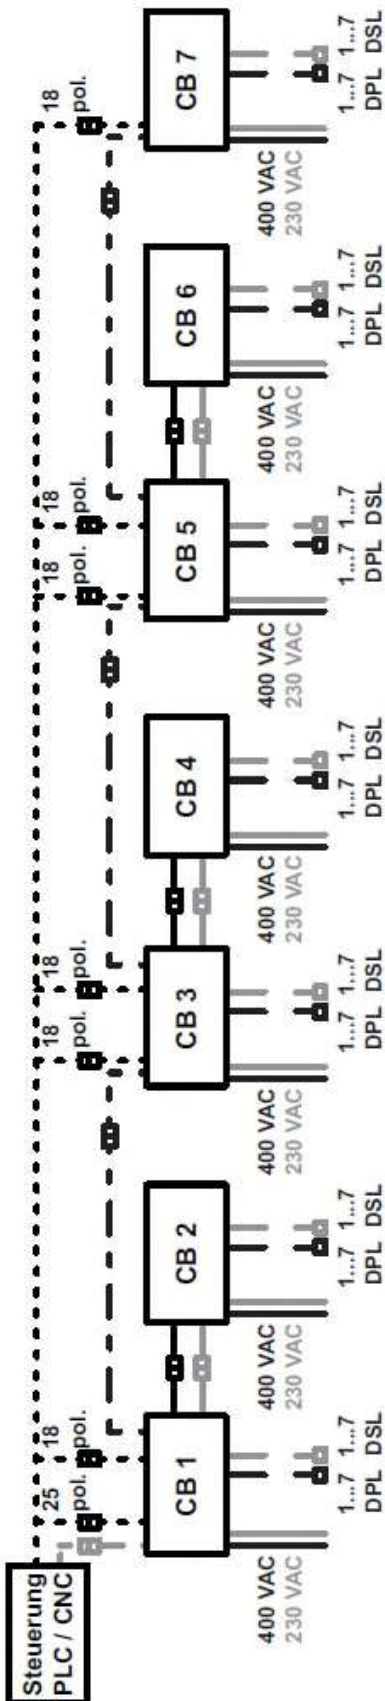 Steuerung
PLC / CNC
25
pol.
18
pol.
18
pol.
18
pol.
18
pol.
18
pol.
18
pol.
CB 1
CB 2
CB 3
CB 4
CB 5
CB 6
CB 7
400 VAC
230 VAC
1...7 1...7
DPL DSL
400 VAC
230 VAC
1...7 1...7
DPL DSL
400 VAC
230 VAC
1...7 1...7
DPL DSL
400 VAC
230 VAC
1...7 1...7
DPL DSL
400 VAC
230 VAC
1...7 1...7
DPL DSL
400 VAC
230 VAC
1...7 1...7
DPL DSL
400 VAC
230 VAC
1...7 1...7
DPL DSL